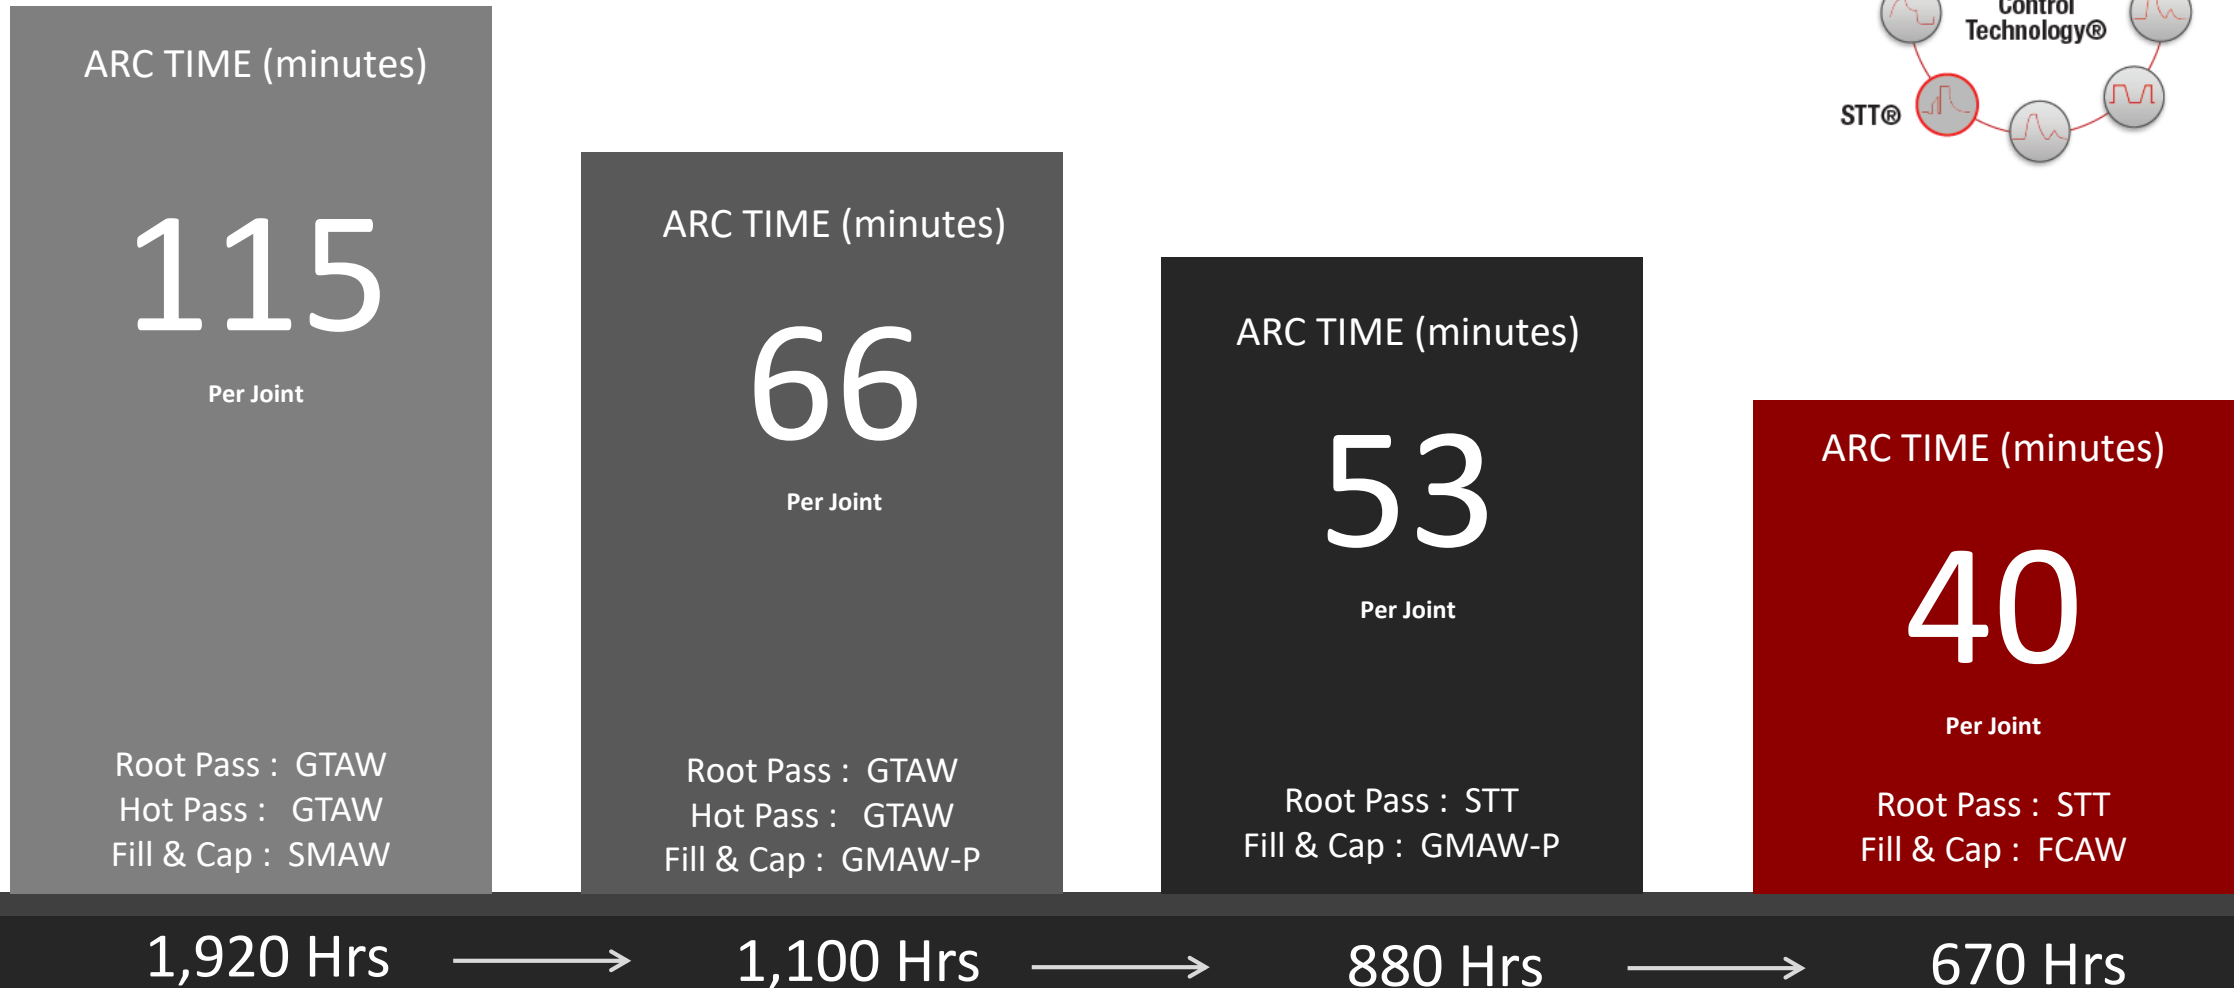 Control
Technology®
STT®
ARC TIME (minutes)
115
Per Joint
Root Pass : GTAW
Hot Pass : GTAW
Fill & Cap : SMAW
ARC TIME (minutes)
66
Per Joint
Root Pass : GTAW
Hot Pass : GTAW
Fill & Cap : GMAW-P
ARC TIME (minutes)
53
Per Joint
Root Pass : STT
Fill & Cap : GMAW-P
ARC TIME (minutes)
40
Per Joint
Root Pass : STT
Fill & Cap : FCAW
1,920 Hrs
1,100 Hrs
880 Hrs
670 Hrs